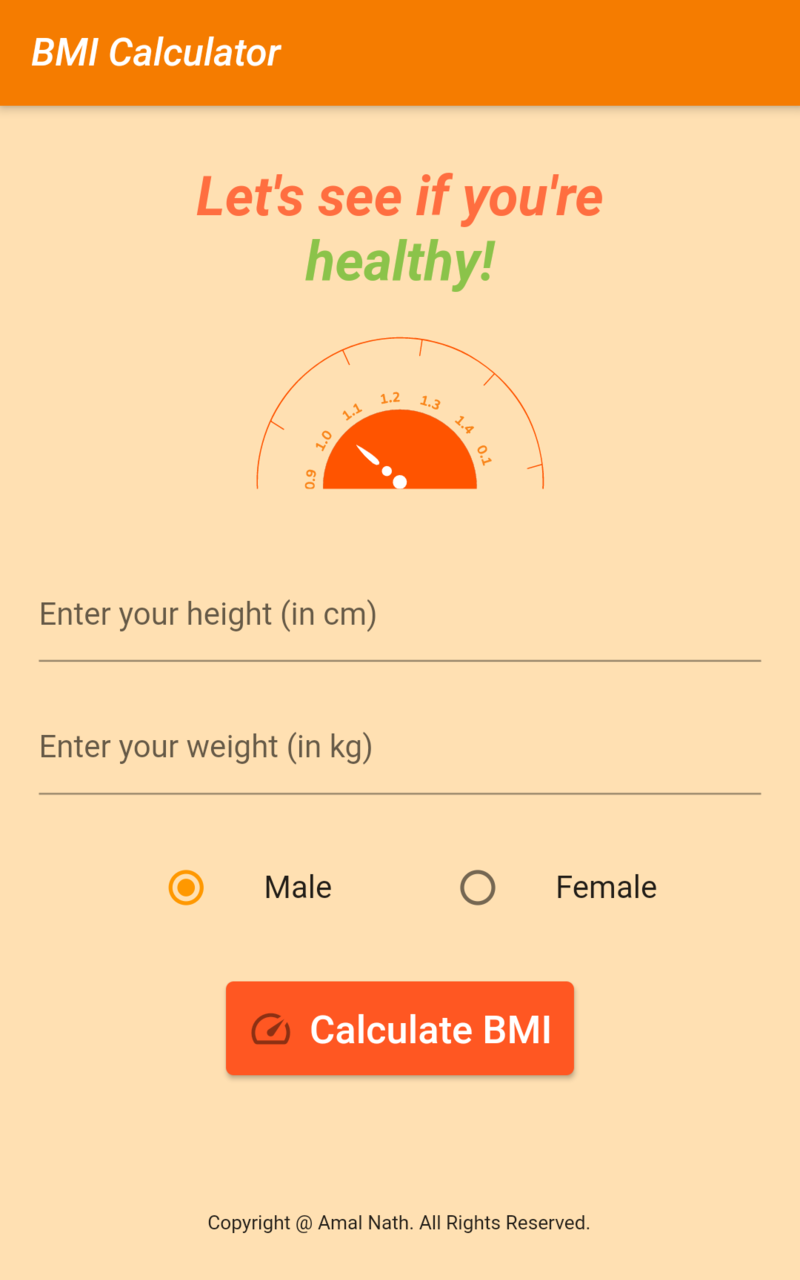 BMI Calculator
Let's see if you're
healthy!
0.9
1.0
1.1
1.2
1.3
1.4
0.1
Enter your height (in cm)
Enter your weight (in kg)
Male
Female
Calculate BMI
Copyright @ Amal Nath. All Rights Reserved.